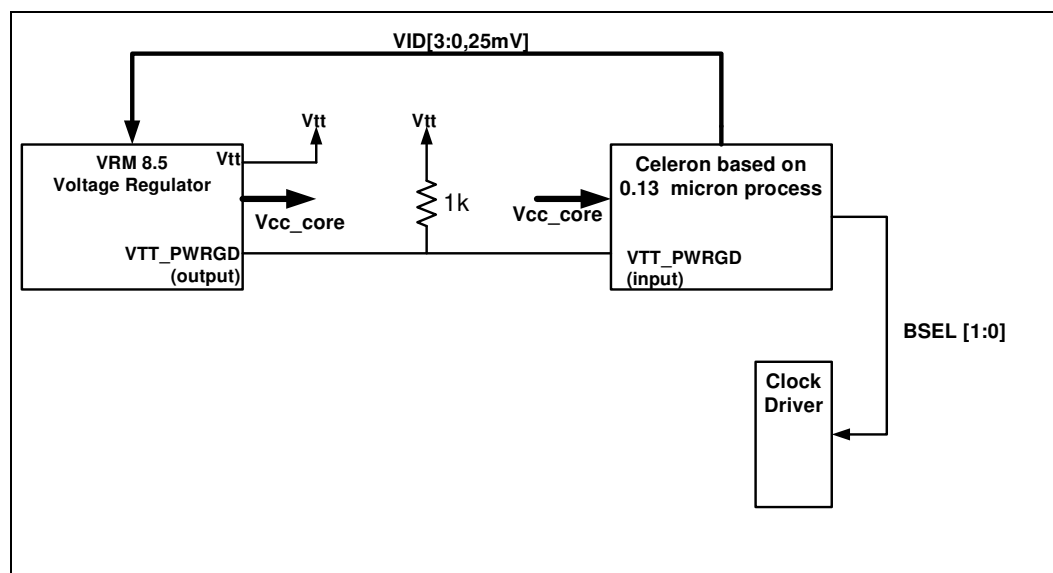 VID[3:0,25mV]
Vtt
Vtt
VRM 8.5
Voltage Regulator
Vtt
Vcc_core
VTT_PWRGD
(output)
1k
Vcc_core
Celeron based on
0.13 micron process
VTT_PWRGD
(input)
BSEL [1:0]
Clock
Driver